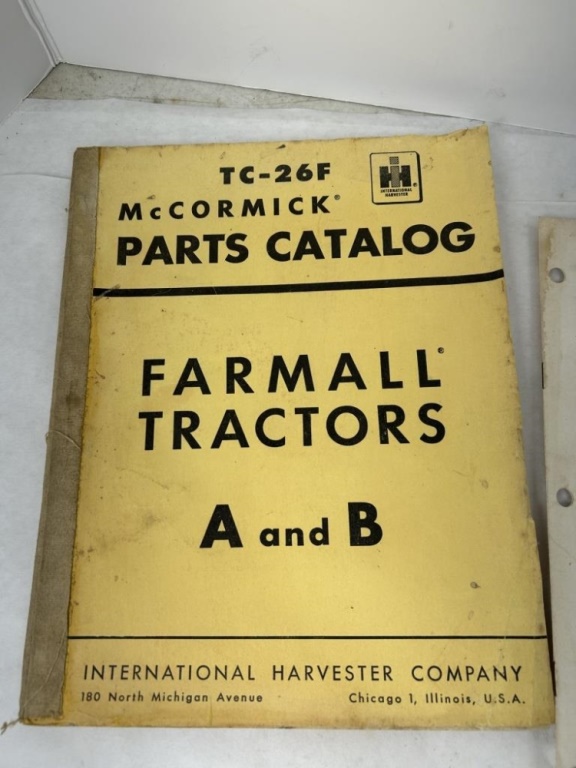 TC-26F
McCORMICK®
PARTS CATALOG
IH ®
INTERNATIONAL
HARVESTER
FARMALL®
TRACTORS
A and B
INTERNATIONAL HARVESTER COMPANY
180 North Michigan Avenue Chicago 1, Illinois, U.S.A.